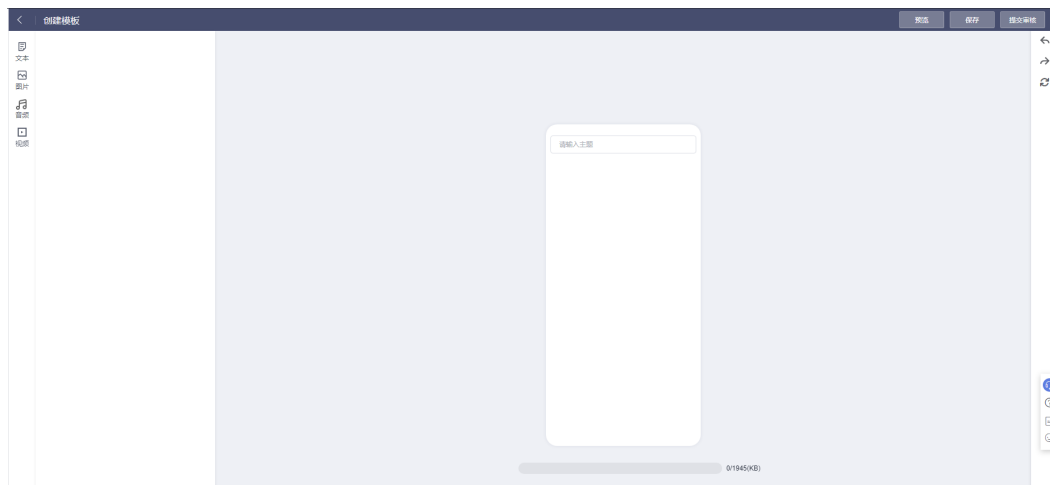 创建模板
预览
保存
提交审核
文本
图片
音频
视频
请输入主题
0/1945(KB)